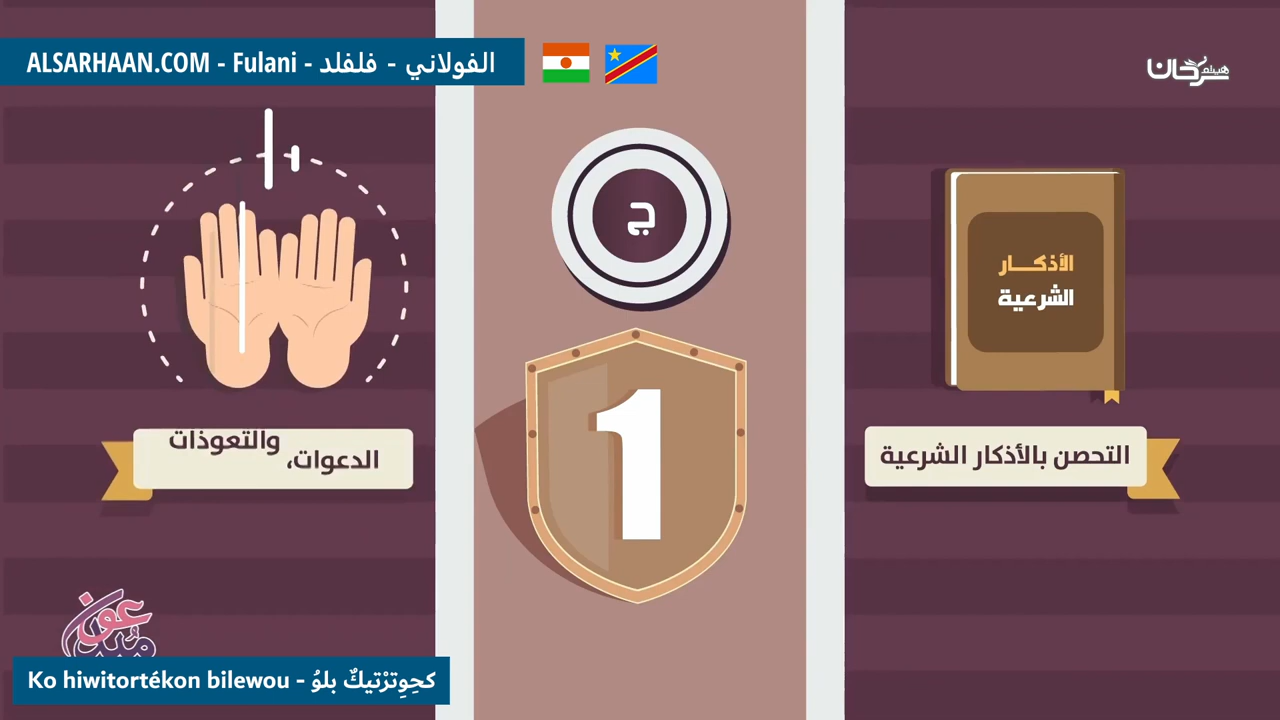 ALSARHAAN.COM - Fulani - الفولاني - فلفلد
هيثم سرحان
ج
1
الأذكار
الشرعية
التحصن بالأذكار الشرعية
الدعوات، والتعوذات
Ko hiwitortékon bilewou - كحِوِترْتيكٌ بلوُ